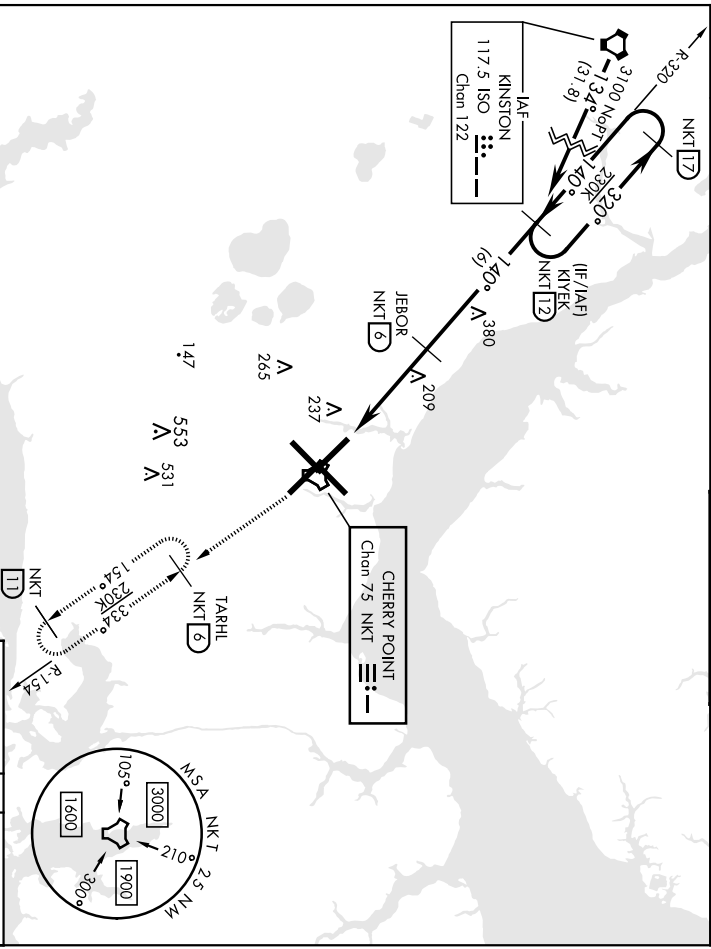 R-320
NKT 17
3100 NoPT
134°
(31.8)
140°
230K
320°
IAF
KINSTON
117.5 ISO
Chan 122
(IF/IAF)
KIYEK
NKT 12
140°
(6)
380
JEBOR
NKT 6
209
147
265
237
553
531
CHERRY POINT
Chan 75 NKT
TARHL
NKT 6
154°
230K
334°
NKT
11
R-154
MSA NKT 25 NM
105°
3000
210°
1600
1900
300°